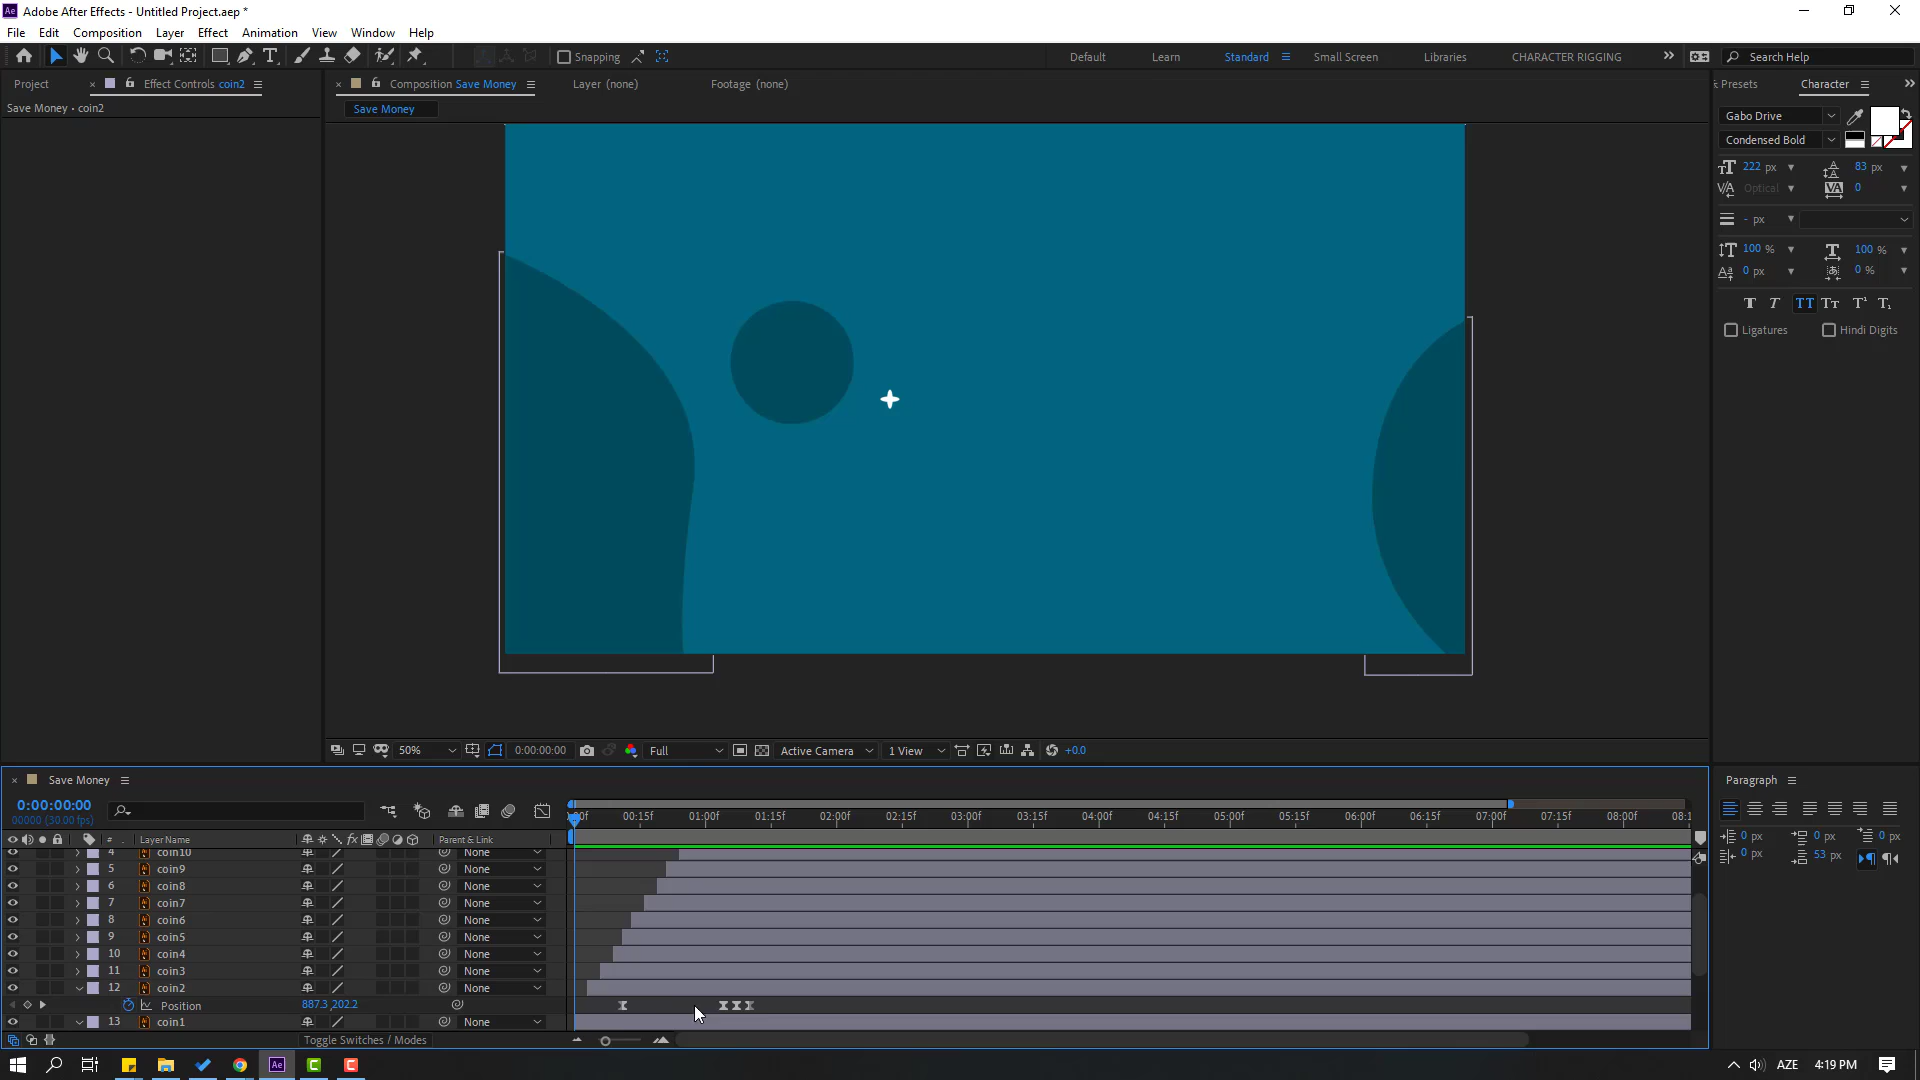 Adobe After Effects - Untitled Project.aep *
File Edit Composition Layer Effect Animation View Window Help
Snapping Default Learn Standard Small Screen Libraries CHARACTER RIGGING Search Help
Project Effect Controls coin2 Composition Save Money Layer (none) Footage (none) Presets Character
Save Money • coin2 Save Money
Gabo Drive
Condensed Bold
222 px 83 px
Optical 0
- px
100 % 100 %
0 px 0 %
Ligatures Hindi Digits
50% 0:00:00:00 Full Active Camera 1 View +0.0
Save Money
Paragraph
0:00:00:00
00000 (30.00 fps)
:00f 00:15f 01:00f 01:15f 02:00f 02:15f 03:00f 03:15f 04:00f 04:15f 05:00f 05:15f 06:00f 06:15f 07:00f 07:15f 08:00f 08:1
# Layer Name Parent & Link
0 px 0 px 0 px
0 px 53 px
4 coin10 None
5 coin9 None
6 coin8 None
7 coin7 None
8 coin6 None
9 coin5 None
10 coin4 None
11 coin3 None
12 coin2 None
Position 887.3,202.2
13 coin1 None
Toggle Switches / Modes
AZE 4:19 PM